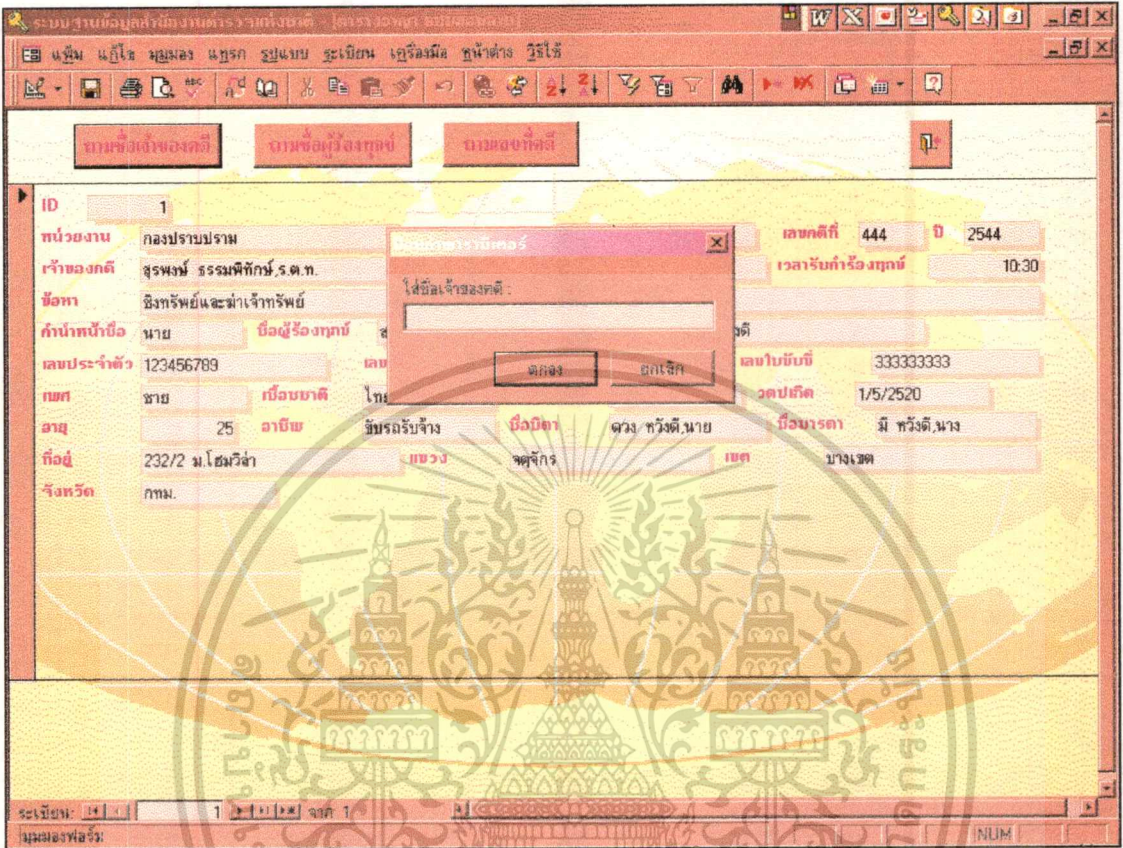 ระบบฐานข้อมูลสำนักงานตำรวจแห่งชาติ
แฟ้ม แก้ไข มุมมอง แทรก รูปแบบ ระเบียน เครื่องมือ หน้าต่าง วิธีใช้
ถามชื่อเจ้าของคดี ถามชื่อผู้ร้องทุกข์ ถามเลขที่คดี
ID 1
หน่วยงาน กองปราบปราม เลขคดีที่ 444 ปี 2544
เจ้าของคดี สุรพงษ์ ธรรมพิทักษ์,ร.ต.ท. เวลารับคำร้องทุกข์ 10:30
ข้อหา ชิงทรัพย์และฆ่าเจ้าทรัพย์
คำนำหน้าชื่อ นาย ชื่อผู้ร้องทุกข์
เลขประจำตัว 123456789 เลขใบขับขี่ 333333333
เพศ ชาย เชื้อชาติ ไทย วดปเกิด 1/5/2520
อายุ 25 อาชีพ ขับรถรับจ้าง ชื่อบิดา ดวง หวังดี,นาย ชื่อมารดา มี หวังดี,นาง
ที่อยู่ 232/2 ม.โฮมวิล่า แขวง จตุจักร เขต บางเขต
จังหวัด กทม.
ป้อนค่าพารามิเตอร์
ใส่ชื่อเจ้าของคดี :
ตกลง ยกเลิก
ระเบียน: 1 จาก 1
มุมมองฟอร์ม NUM